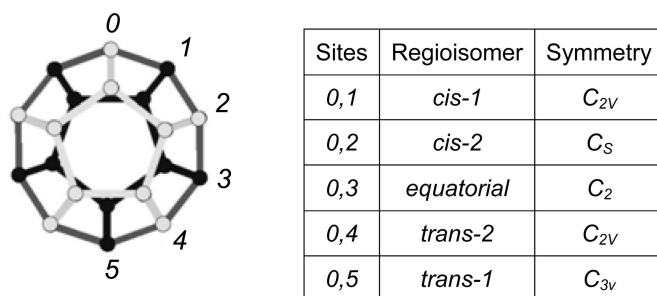 0
1
2
3
4
5
Sites Regioisomer Symmetry
0,1 cis-1 C2V
0,2 cis-2 CS
0,3 equatorial C2
0,4 trans-2 C2V
0,5 trans-1 C3v